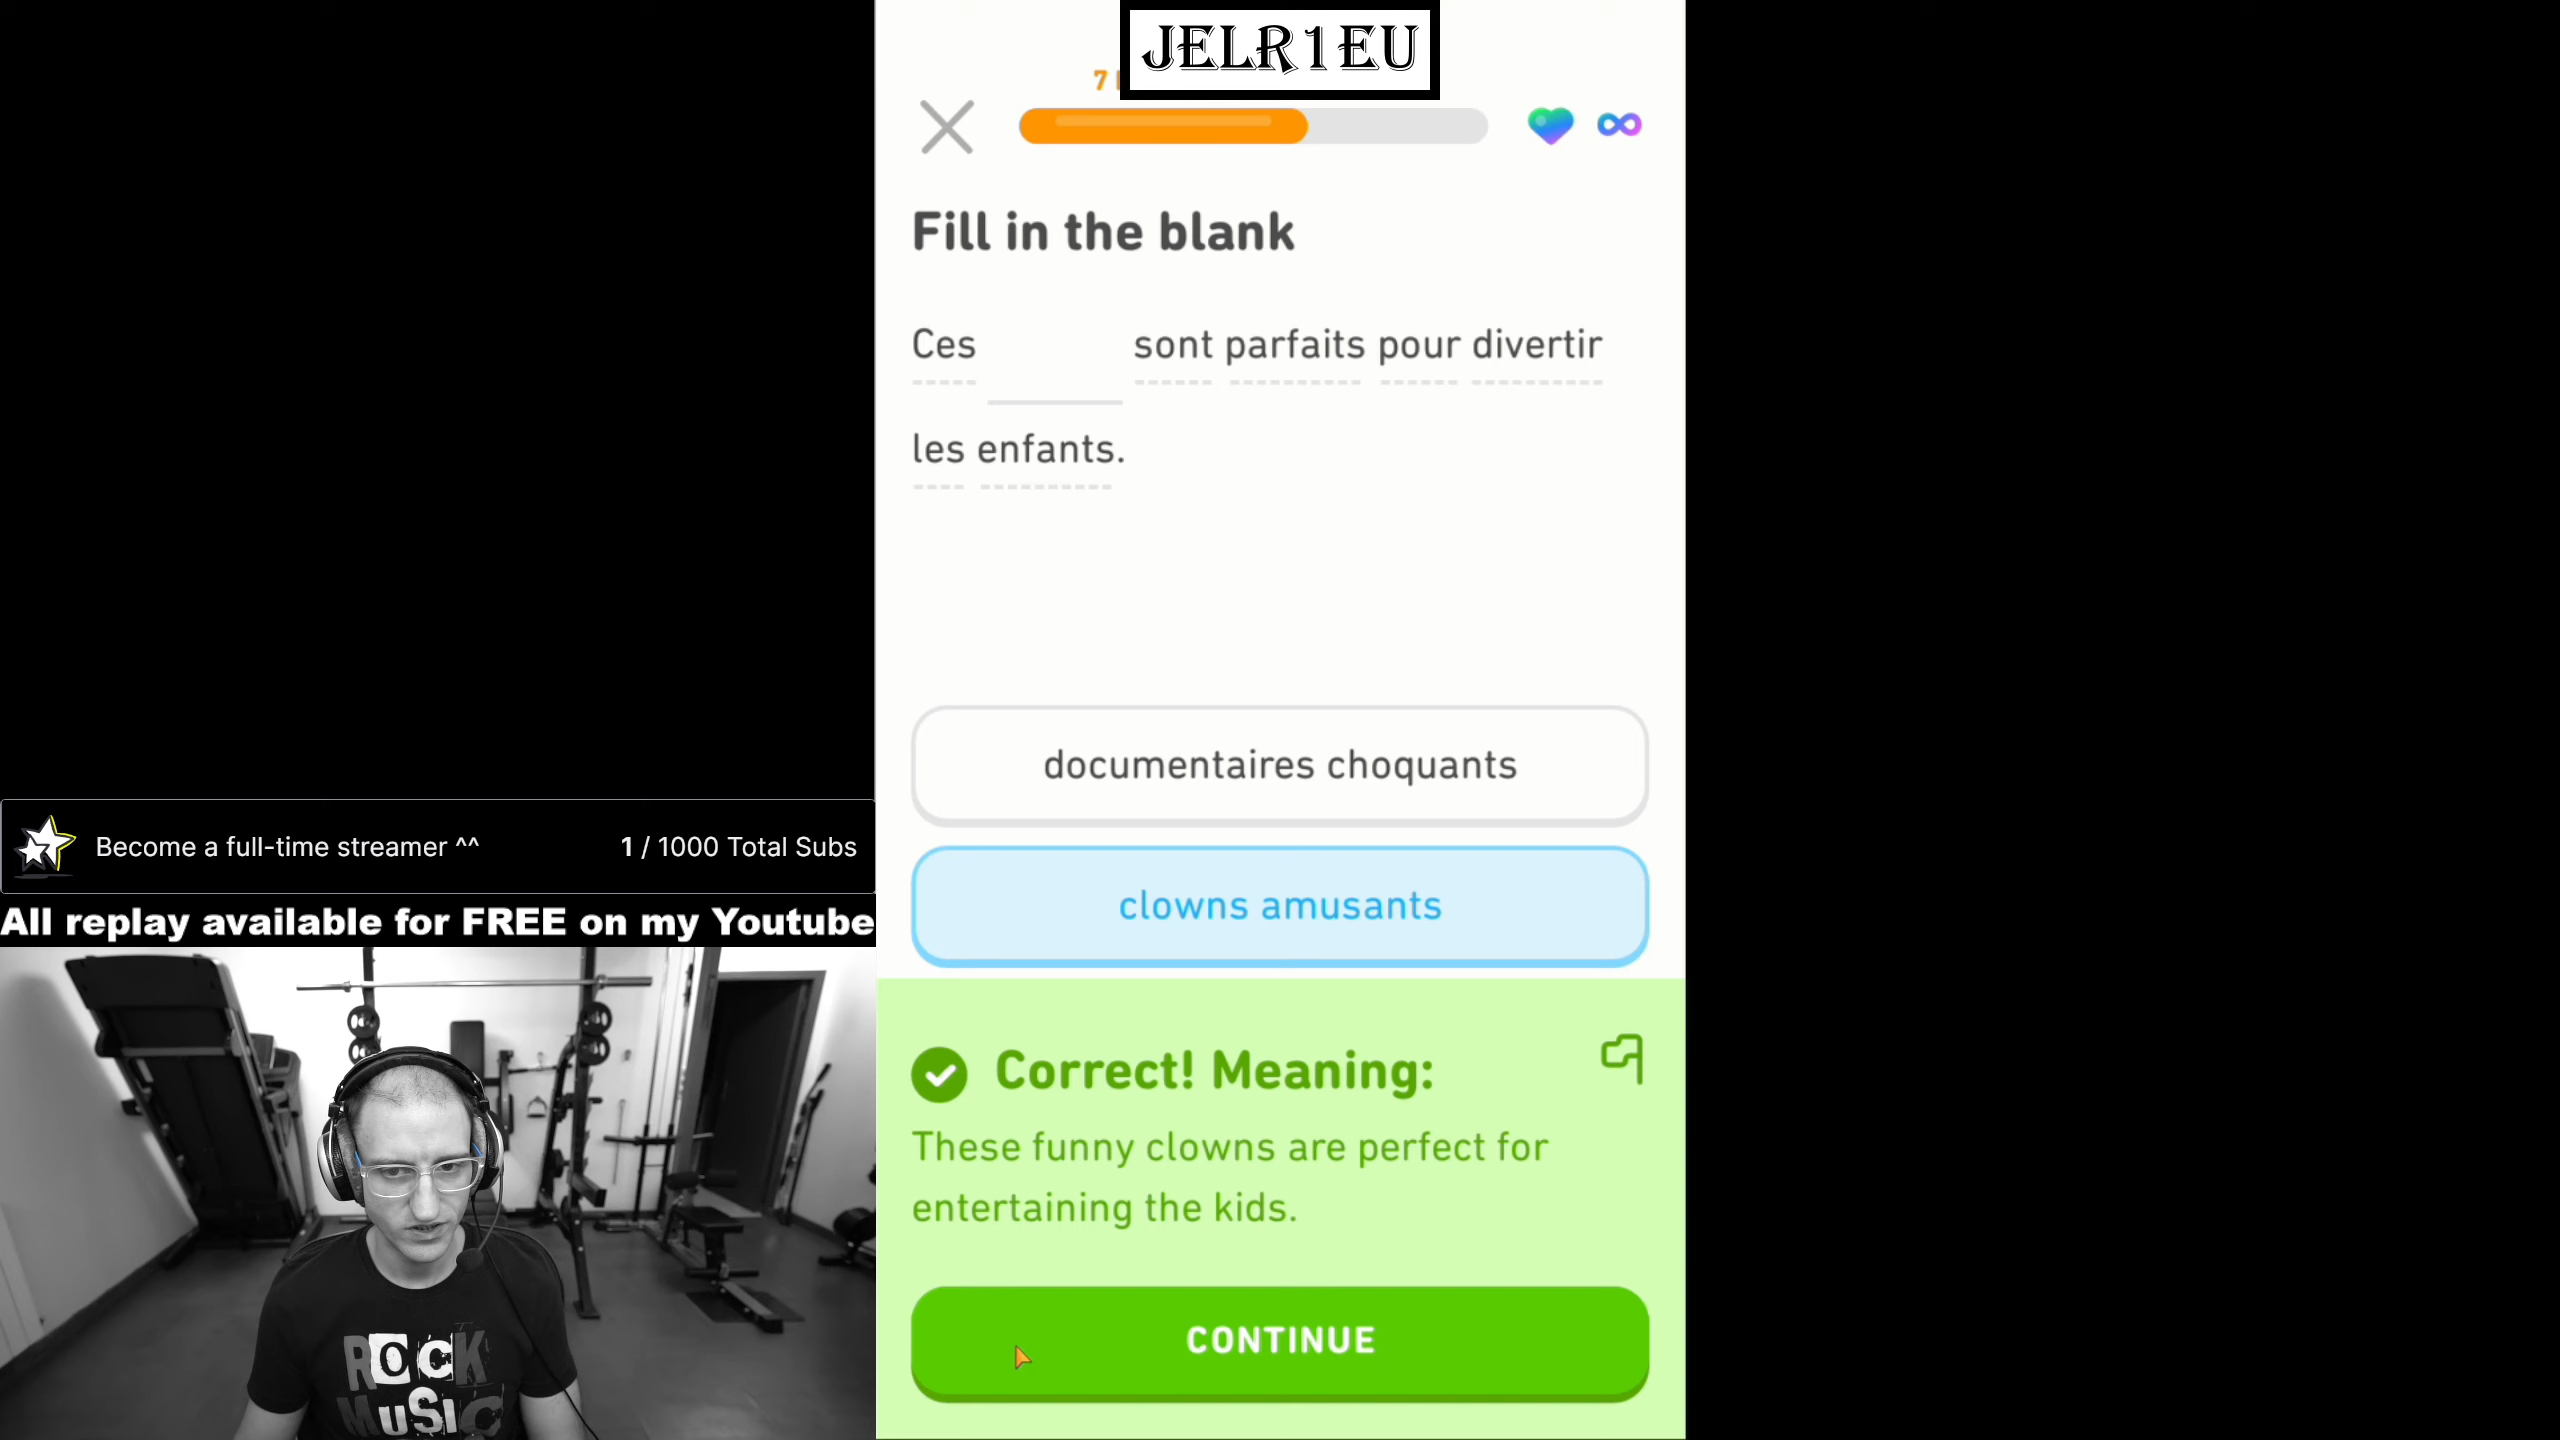 JELR1EU
7
Fill in the blank
Ces ______ sont parfaits pour divertir
les enfants.
documentaires choquants
clowns amusants
Become a full-time streamer ^^ 1 / 1000 Total Subs
All replay available for FREE on my Youtube
Correct! Meaning:
These funny clowns are perfect for
entertaining the kids.
CONTINUE
ROCK
MUSIC